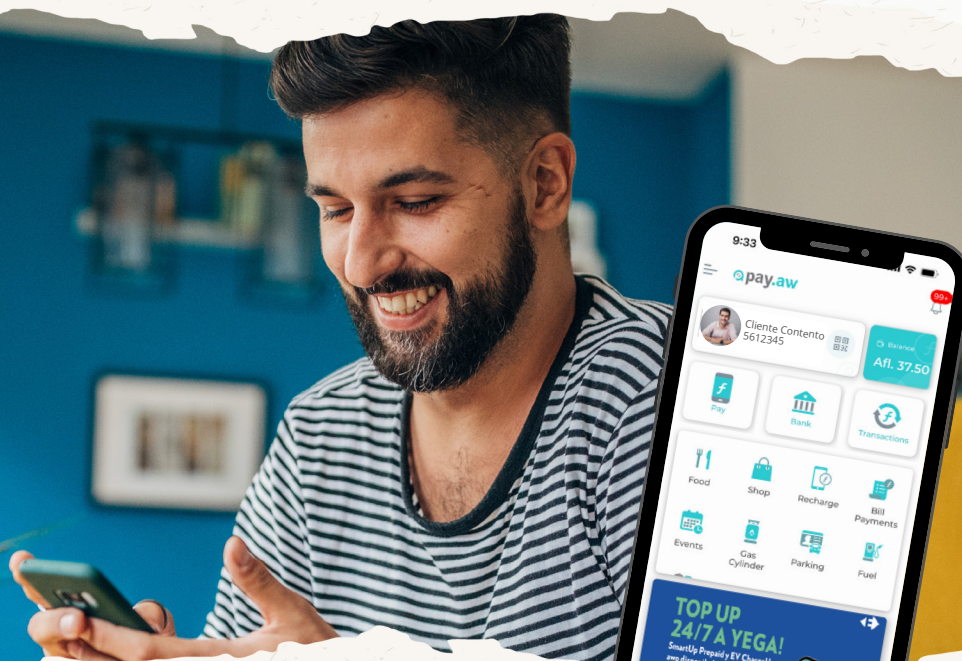 9:33
pay.aw
99+
Cliente Contento
5612345
Balance
Afl. 37.50
Pay
Bank
Transactions
Food
Shop
Recharge
Bill
Payments
Events
Gas
Cylinder
Parking
Fuel
TOP UP
24/7 A YEGA!
SmartUp Prepaid y EV
awo